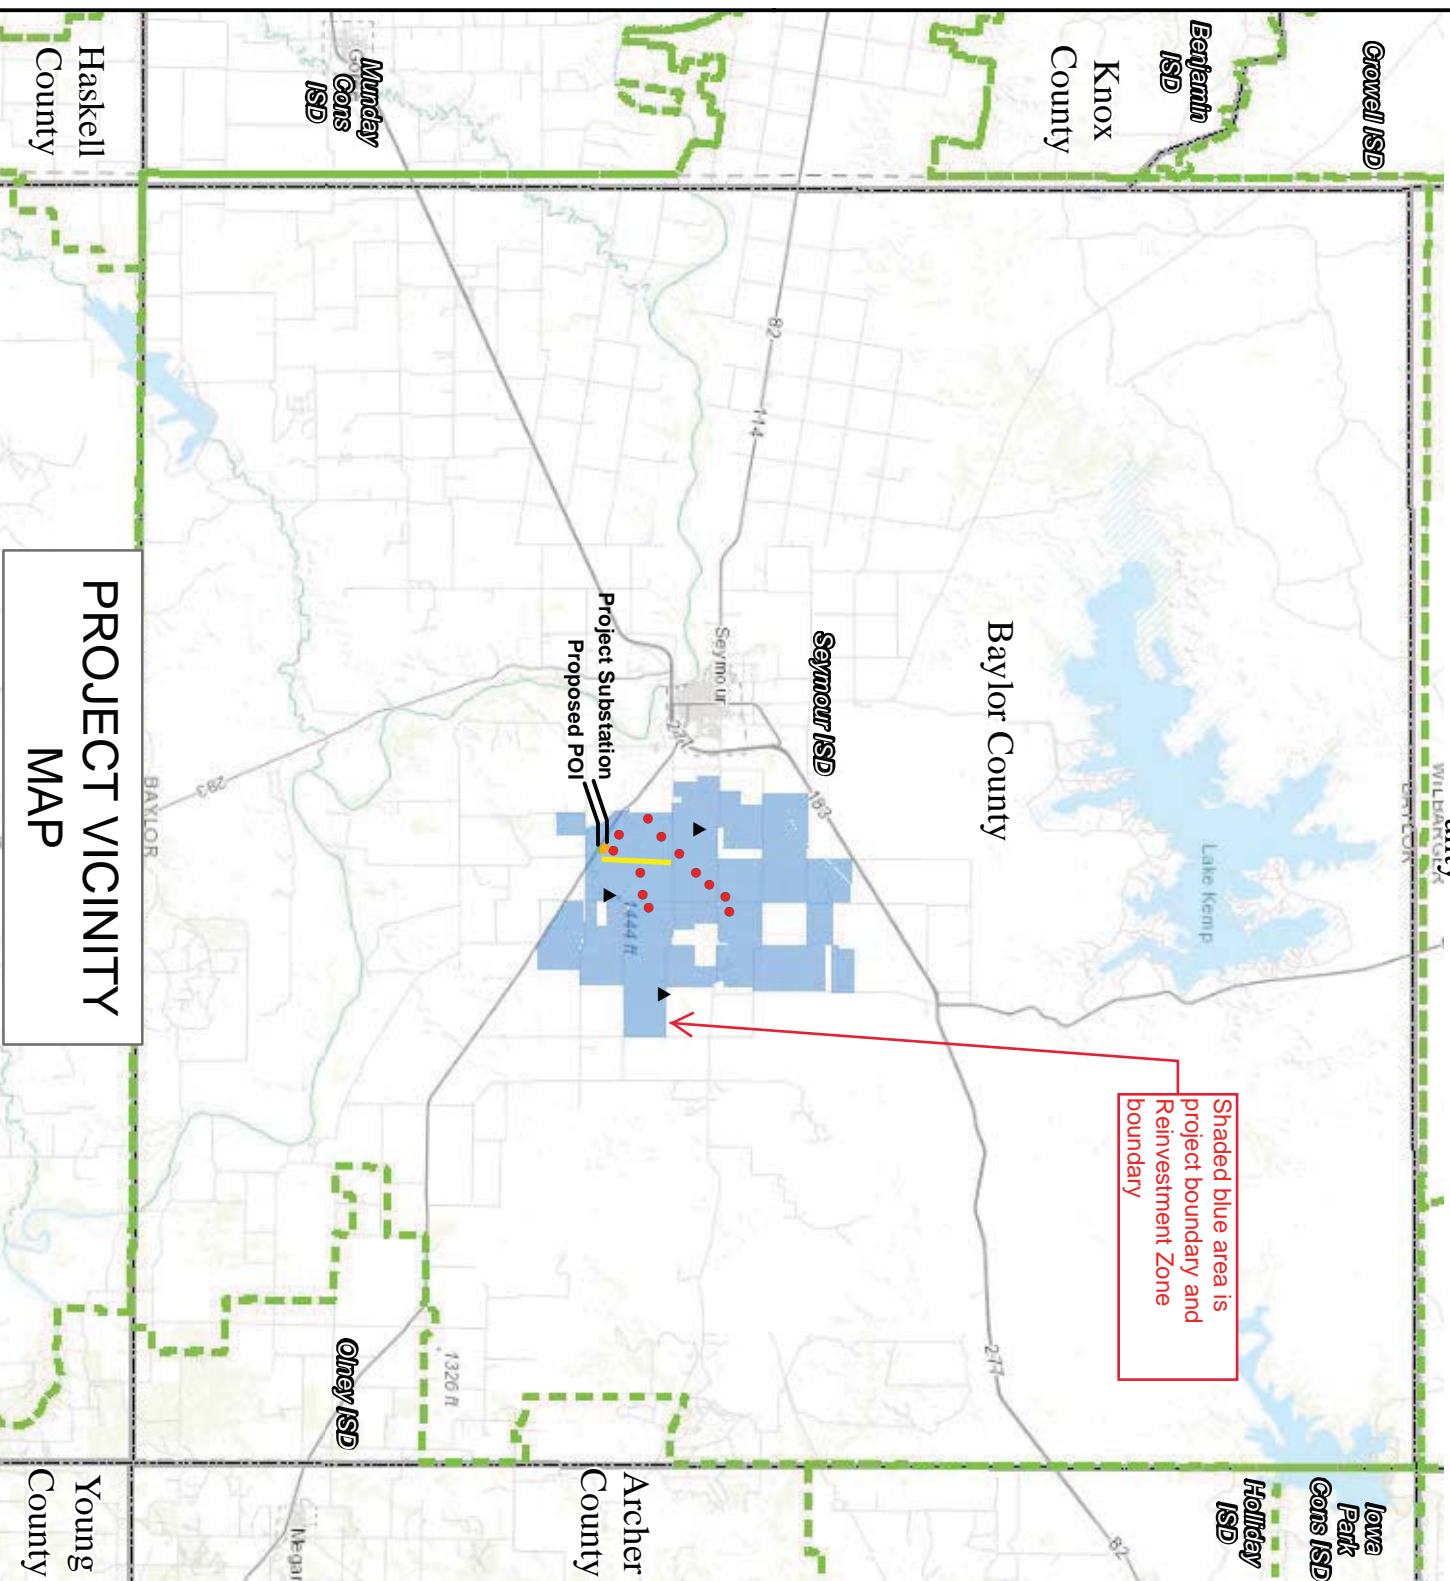 Crowell ISD
Benjamin
ISD
Knox
County
Munday
Cons
ISD
Haskell
County
82
114
Seymour
277
183
Seymour ISD
Baylor County
Lake Kemp
BAYLOR
Project Substation
Proposed POI
283
BAYLOR
1444 ft
Shaded blue area is
project boundary and
Reinvestment Zone
boundary
277
1326 ft
Olney ISD
82
Iowa
Park
Cons ISD
Holliday
ISD
Archer
County
Young
County
Megar
PROJECT VICINITY
MAP